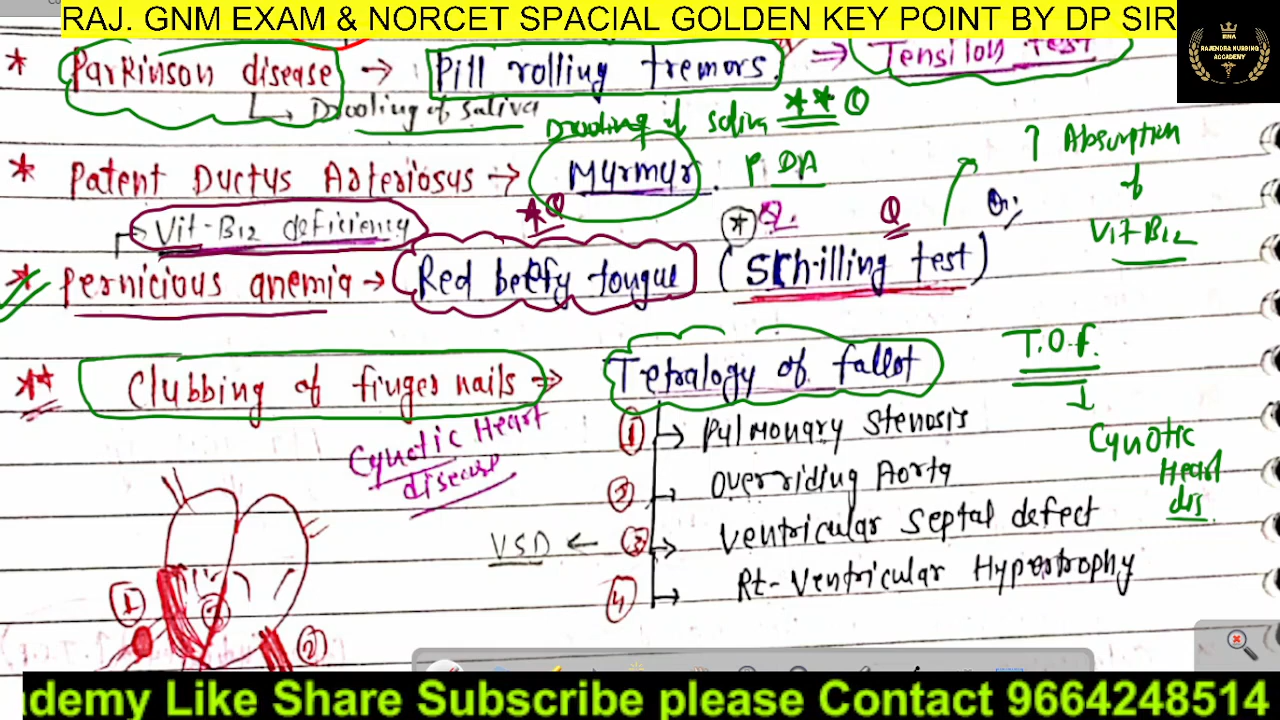 RAJ. GNM EXAM & NORCET SPACIAL GOLDEN KEY POINT BY DP SIR
RNA
RAJENDRA NURSING
ACCADEMY
* Parkinson disease → Pill rolling tremors. ⇒ Tensilon test
Drooling of saliva
Drooling of saliva ** Q
* Patent Ductus Arteriosus → Murmur. PDA
↑ Absorption
of
Vit-B12
Vit-B12 deficiency
* Pernicious anemia → Red beefy tongue (Schilling test)
** Clubbing of finger nails → Tetralogy of fallot
T.O.F.
Cynotic Heart
disease
Cynotic
Heart
dis
① → Pulmonary Stenosis
② → Overriding Aorta
VSD ← ③ → Ventricular Septal defect
④ → Rt-Ventricular Hypertrophy
1
2
ademy Like Share Subscribe please Contact 9664248514